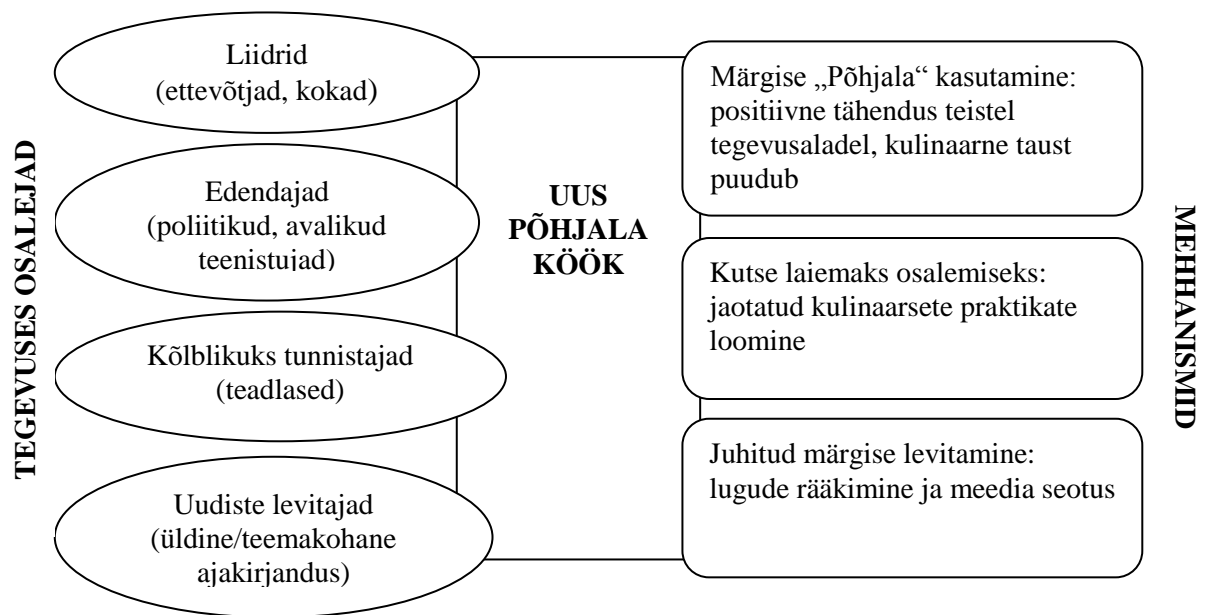 TEGEVUSES OSALEJAD
Liidrid
(ettevõtjad, kokad)
Edendajad
(poliitikud, avalikud
teenistujad)
Kõlblikuks tunnistajad
(teadlased)
Uudiste levitajad
(üldine/teemakohane
ajakirjandus)
UUS
PÕHJALA
KÖÖK
Märgise „Põhjala“ kasutamine:
positiivne tähendus teistel
tegevusaladel, kulinaarne taust
puudub
Kutse laiemaks osalemiseks:
jaotatud kulinaarsete praktikate
loomine
Juhitud märgise levitamine:
lugude rääkimine ja meedia seotus
MEHHANISMID